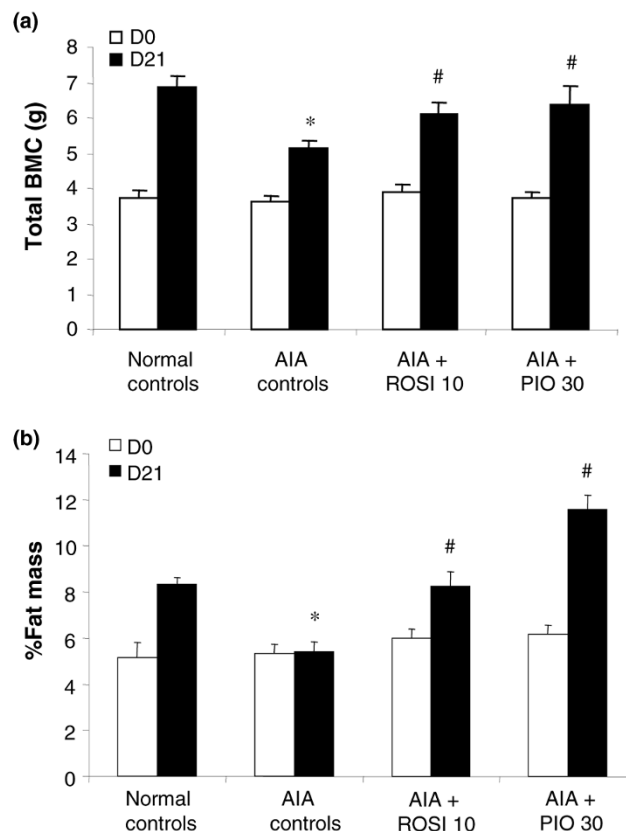 (a)
D0
D21
Total BMC (g)
8
7
6
5
4
3
2
1
0
*
#
#
Normal controls
AIA controls
AIA + ROSI 10
AIA + PIO 30
(b)
D0
D21
%Fat mass
14
12
10
8
6
4
2
0
*
#
#
Normal controls
AIA controls
AIA + ROSI 10
AIA + PIO 30